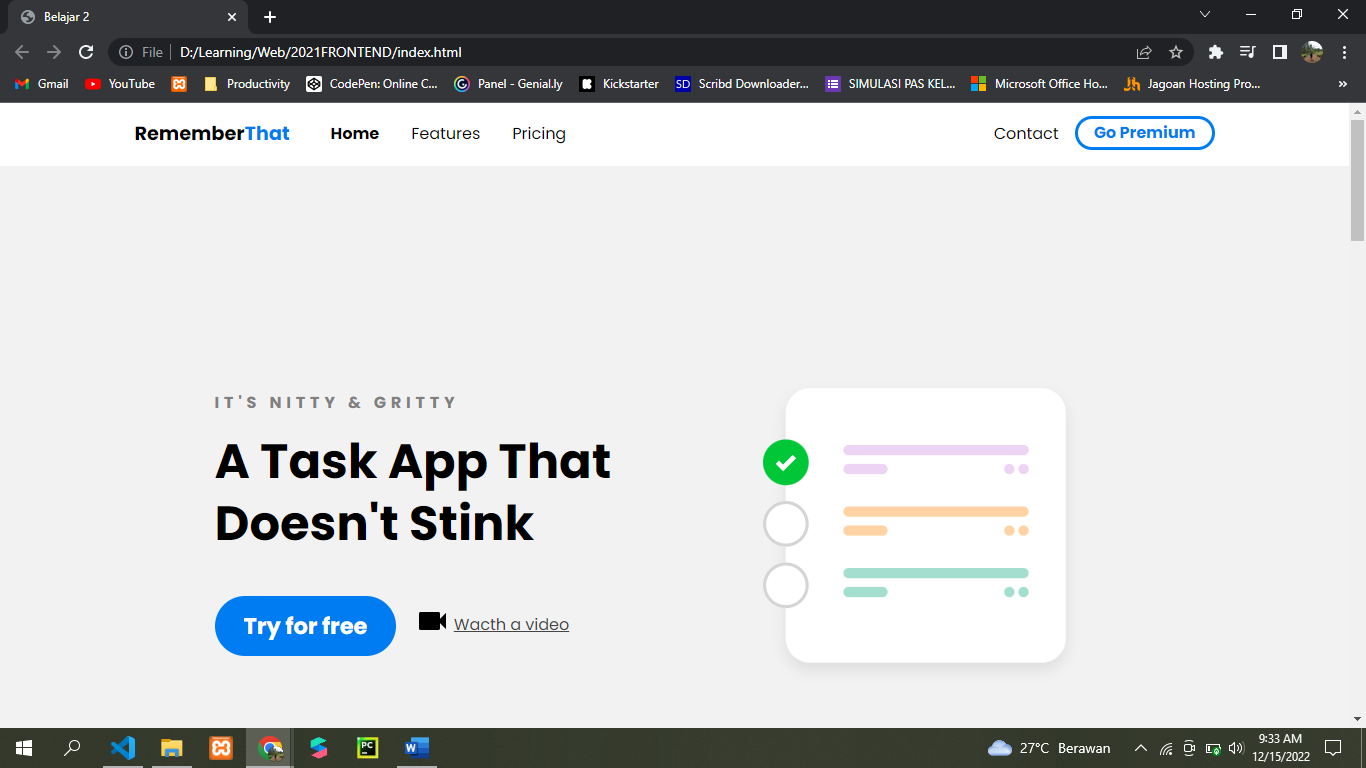 Belajar 2
File
D:/Learning/Web/2021FRONTEND/index.html
Gmail
YouTube
Productivity
CodePen: Online C...
Panel - Genial.ly
Kickstarter
SD
Scribd Downloader...
SIMULASI PAS KEL...
Microsoft Office Ho...
Jagoan Hosting Pro...
RememberThat
Home
Features
Pricing
Contact
Go Premium
IT'S NITTY & GRITTY
A Task App That
Doesn't Stink
Try for free
Wacth a video
PC
W
27°C Berawan
9:33 AM
12/15/2022